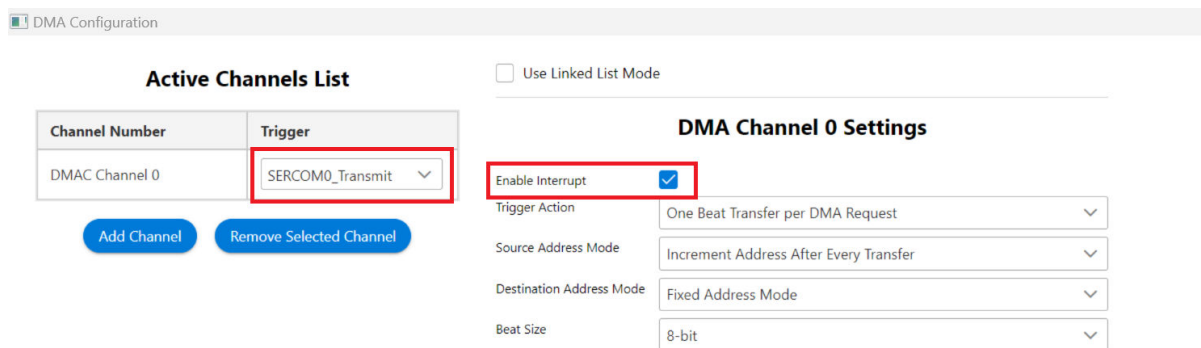 DMA Configuration
Active Channels List
Channel Number Trigger
DMAC Channel 0 SERCOM0_Transmit
Add Channel Remove Selected Channel
Use Linked List Mode
DMA Channel 0 Settings
Enable Interrupt
Trigger Action One Beat Transfer per DMA Request
Source Address Mode Increment Address After Every Transfer
Destination Address Mode Fixed Address Mode
Beat Size 8-bit